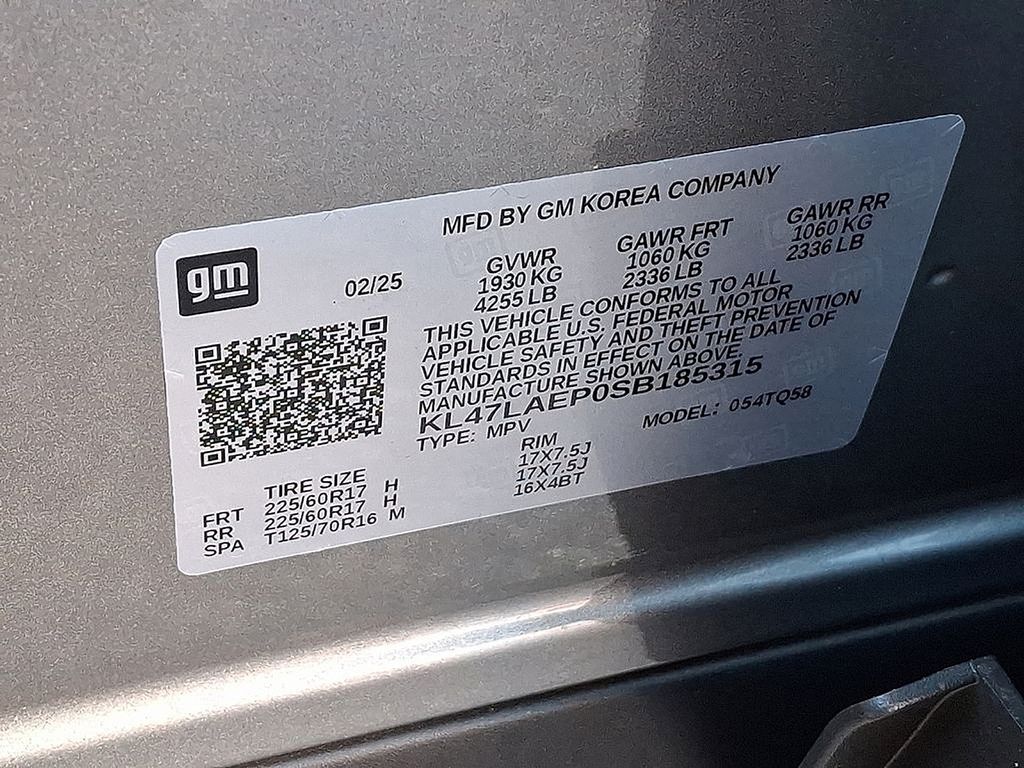 MFD BY GM KOREA COMPANY
gm
02/25
GVWR GAWR FRT GAWR RR
1930 KG 1060 KG 1060 KG
4255 LB 2336 LB 2336 LB
THIS VEHICLE CONFORMS TO ALL
APPLICABLE U.S. FEDERAL MOTOR
VEHICLE SAFETY AND THEFT PREVENTION
STANDARDS IN EFFECT ON THE DATE OF
MANUFACTURE SHOWN ABOVE.
KL47LAEP0SB185315
TYPE: MPV MODEL: 054TQ58
TIRE SIZE RIM
FRT 225/60R17 H 17X7.5J
RR 225/60R17 H 17X7.5J
SPA T125/70R16 M 16X4BT